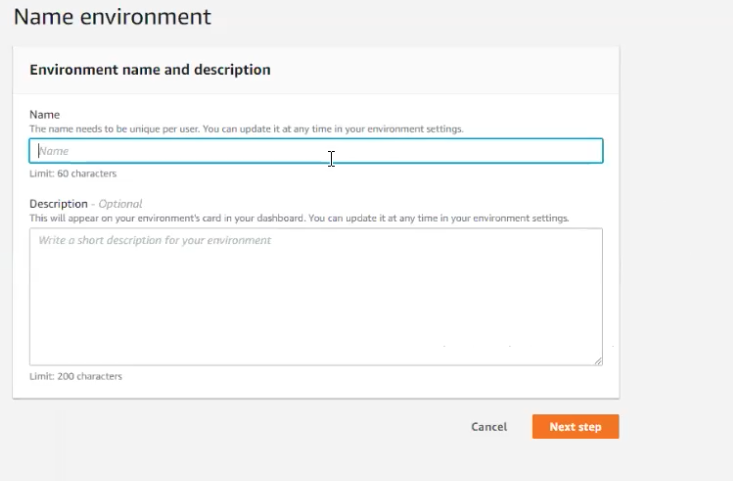 Name environment
Environment name and description
Name
The name needs to be unique per user. You can update it at any time in your environment settings.
Name
Limit: 60 characters
Description - Optional
This will appear on your environment's card in your dashboard. You can update it at any time in your environment settings.
Write a short description for your environment
Limit: 200 characters
Cancel Next step